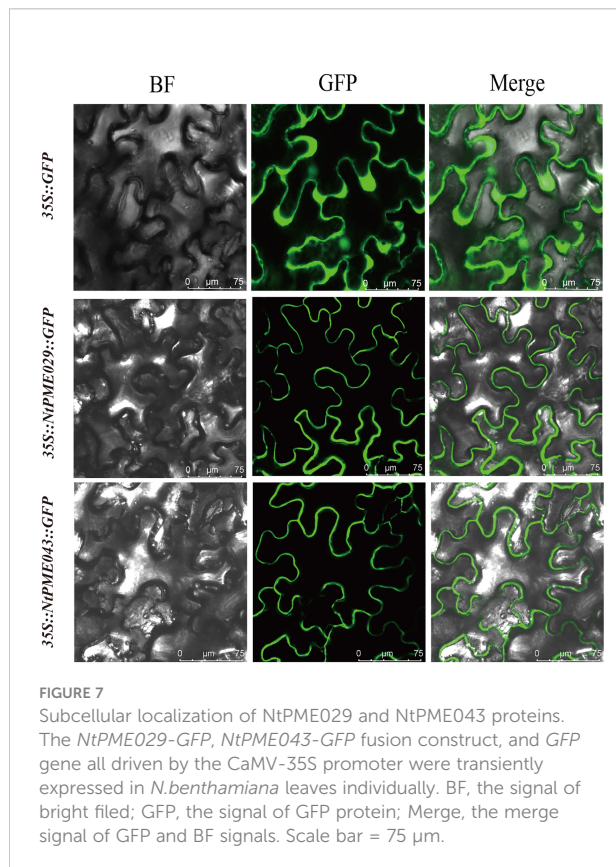 BF GFP Merge
35S::GFP
μm 75 μm 75 μm 75
35S::NtPME029::GFP
0 μm 75 0 μm 75 0 μm 75
35S::NtPME043::GFP
0 μm 75 0 μm 75 0 μm 75
FIGURE 7
Subcellular localization of NtPME029 and NtPME043 proteins.
The NtPME029-GFP, NtPME043-GFP fusion construct, and GFP
gene all driven by the CaMV-35S promoter were transiently
expressed in N.benthamiana leaves individually. BF, the signal of
bright filed; GFP, the signal of GFP protein; Merge, the merge
signal of GFP and BF signals. Scale bar = 75 μm.